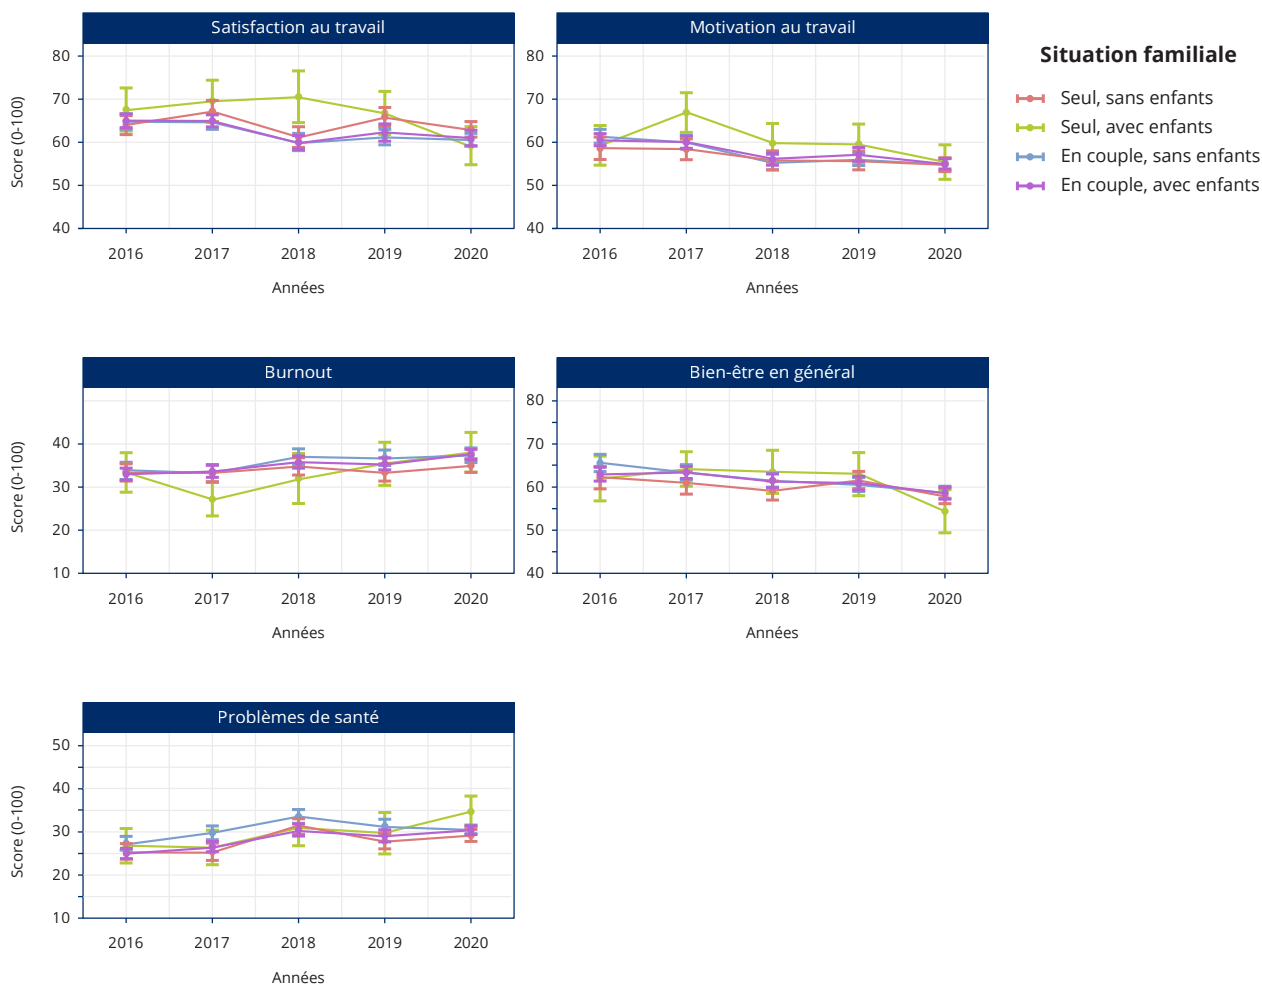 Satisfaction au travail
Motivation au travail
Situation familiale
Seul, sans enfants
Seul, avec enfants
En couple, sans enfants
En couple, avec enfants
Score (0-100)
80
70
60
50
40
2016 2017 2018 2019 2020
Années
80
70
60
50
40
2016 2017 2018 2019 2020
Années
Burnout
Score (0-100)
40
30
20
10
2016 2017 2018 2019 2020
Années
Bien-être en général
80
70
60
50
40
2016 2017 2018 2019 2020
Années
Problèmes de santé
Score (0-100)
50
40
30
20
10
2016 2017 2018 2019 2020
Années